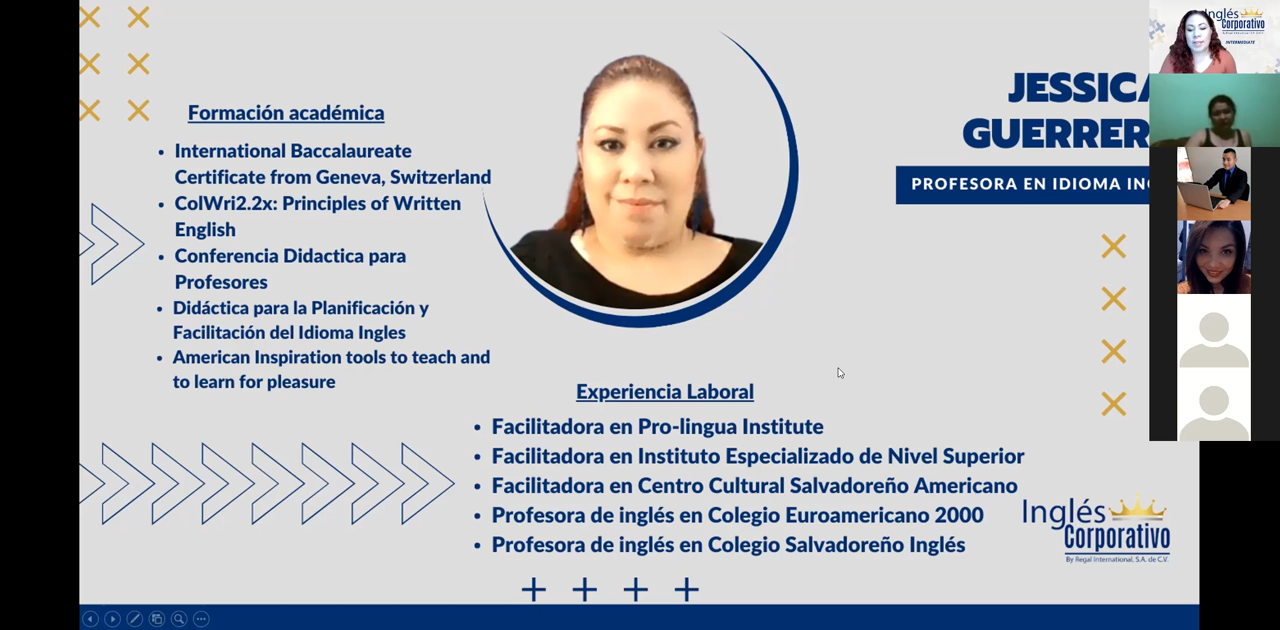 Formación académica
International Baccalaureate
Certificate from Geneva, Switzerland
ColWri2.2x: Principles of Written
English
Conferencia Didactica para
Profesores
Didáctica para la Planificación y
Facilitación del Idioma Ingles
American Inspiration tools to teach and
to learn for pleasure
JESSICA
GUERRER
PROFESORA EN IDIOMA ING
Experiencia Laboral
Facilitadora en Pro-lingua Institute
Facilitadora en Instituto Especializado de Nivel Superior
Facilitadora en Centro Cultural Salvadoreño Americano
Profesora de inglés en Colegio Euroamericano 2000
Profesora de inglés en Colegio Salvadoreño Inglés
Inglés
Corporativo
By Regal International, S.A. de C.V.
Inglés
Corporativo
INTERMEDIATE